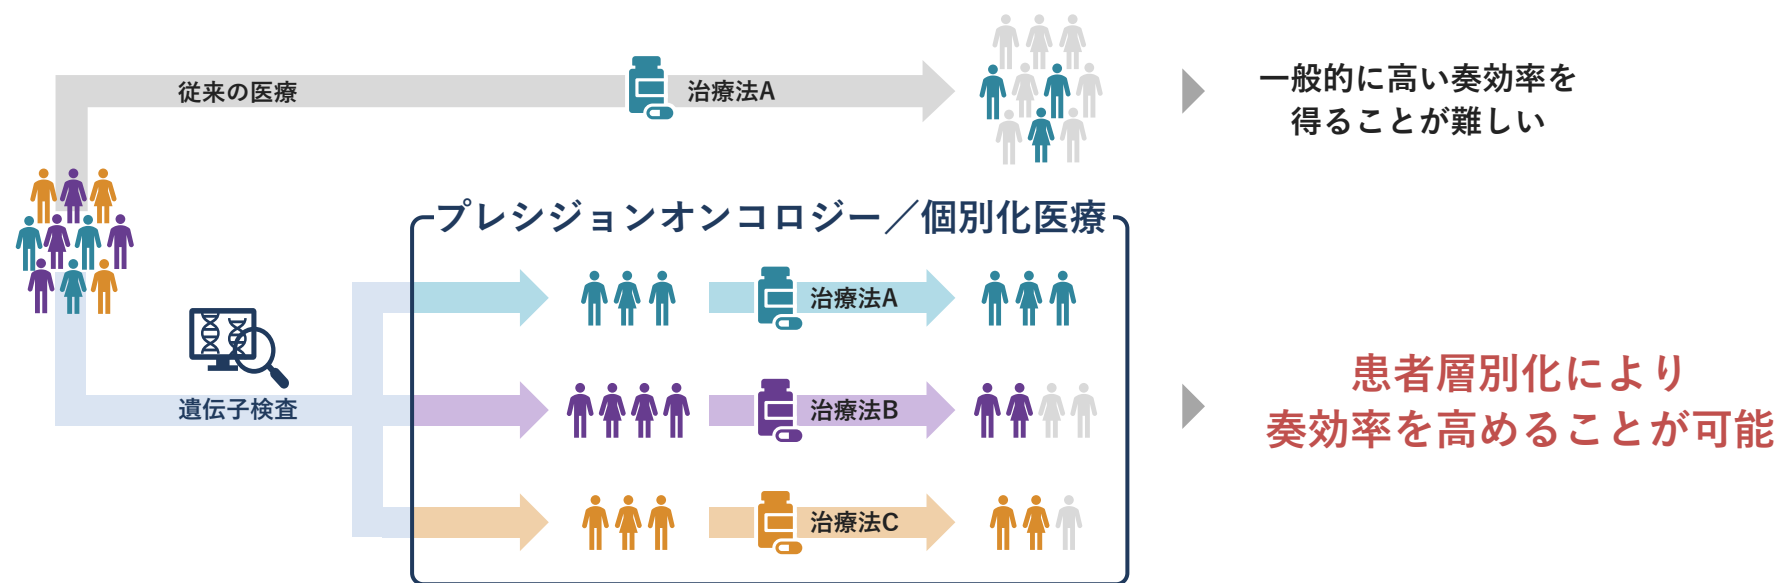 従来の医療
治療法A
一般的に高い奏効率を
得ることが難しい
プレシジョンオンコロジー／個別化医療
治療法A
遺伝子検査
治療法B
患者層別化により
奏効率を高めることが可能
治療法C